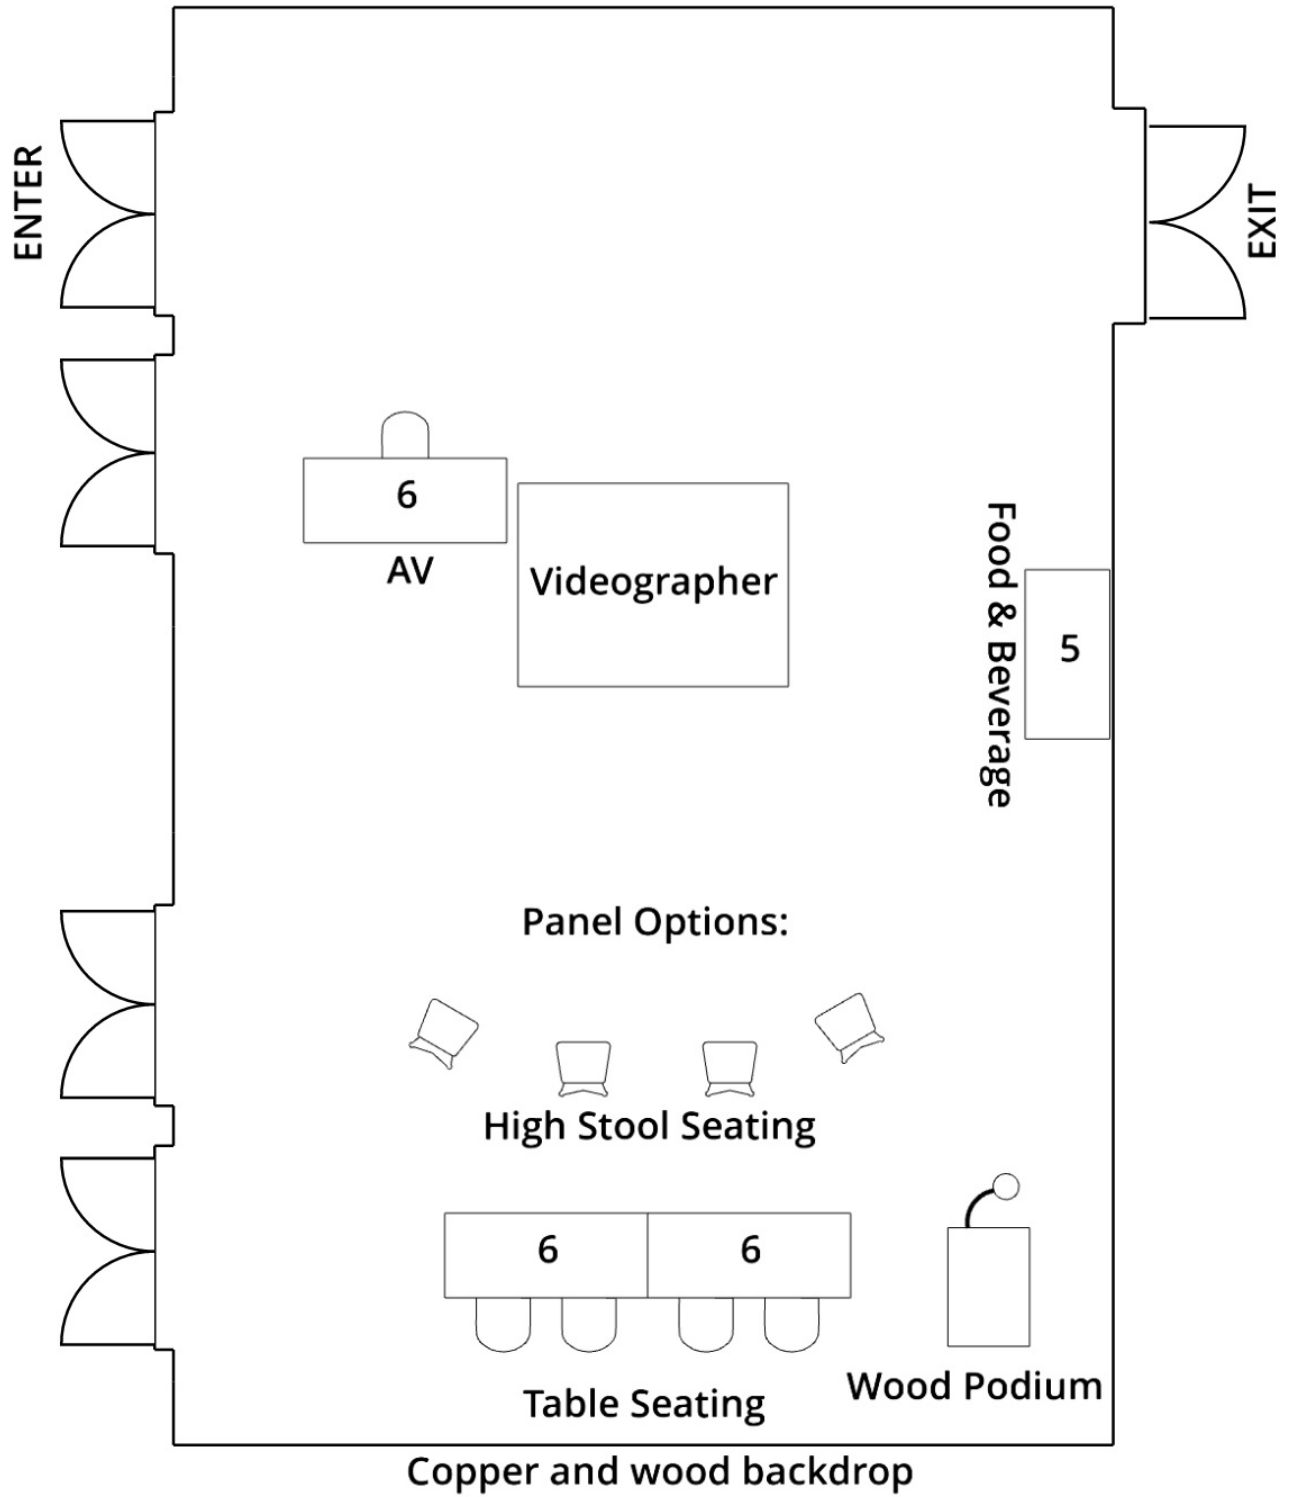 ENTER
EXIT
6
AV
Videographer
Food & Beverage
5
Panel Options:
High Stool Seating
6
6
Table Seating
Wood Podium
Copper and wood backdrop